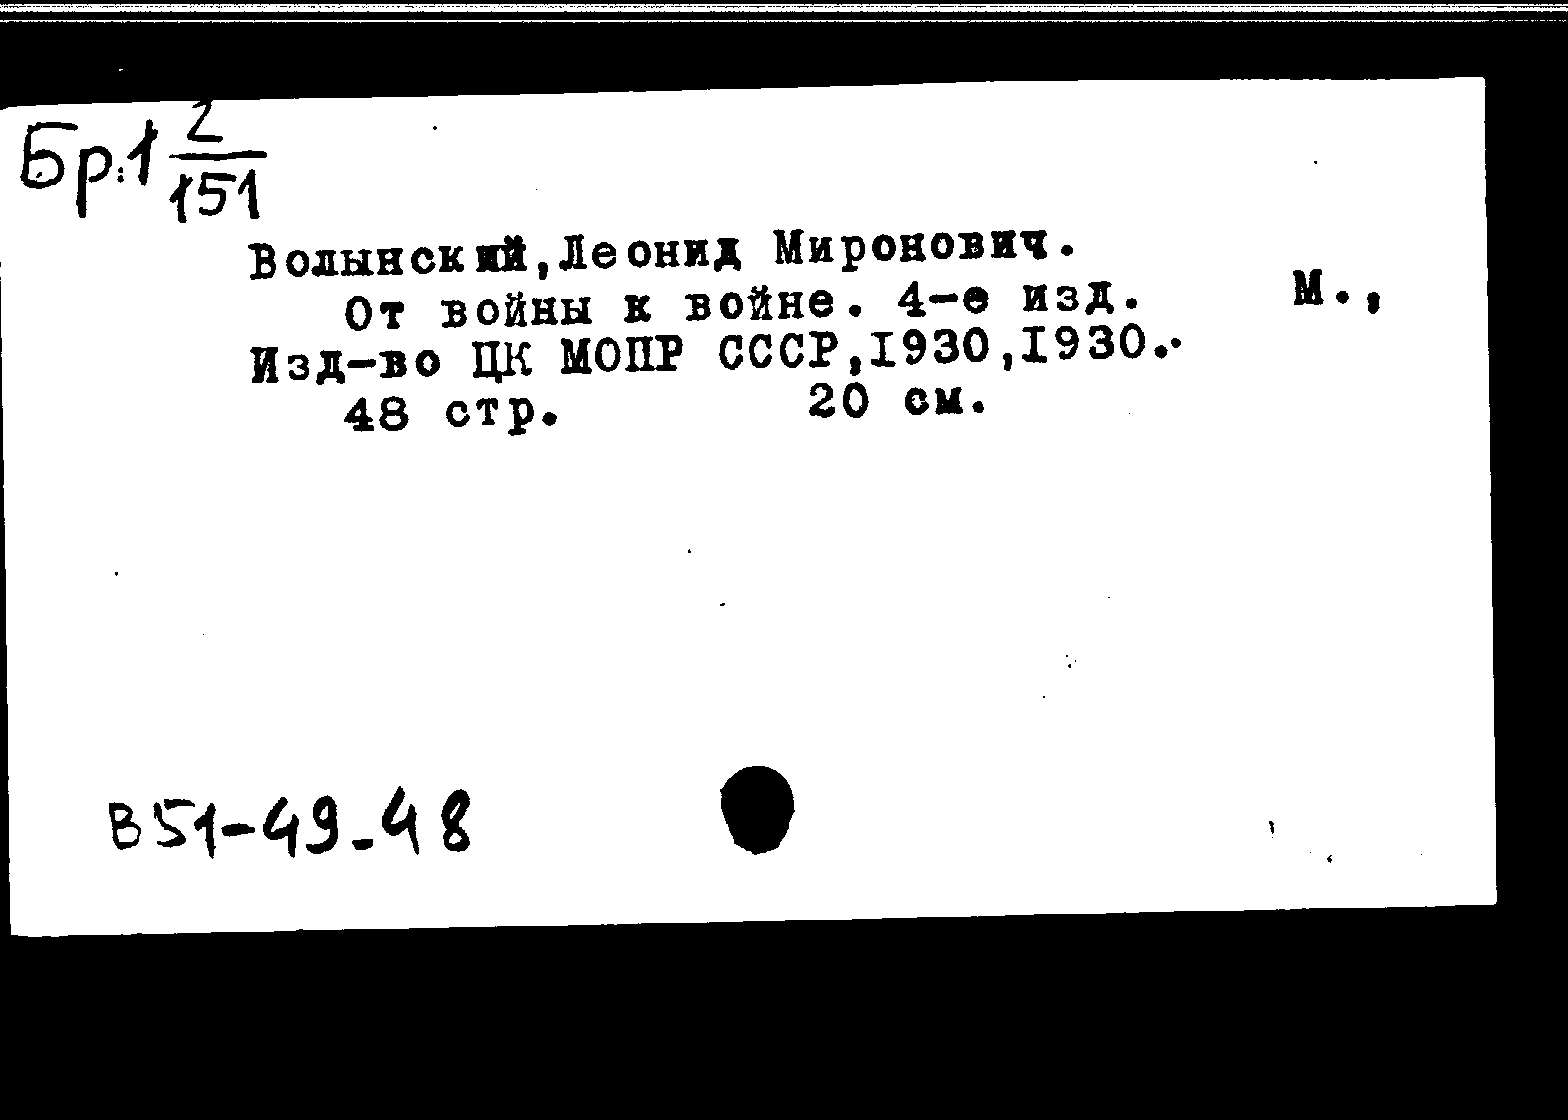 Бр.1 2/151
Волынский,Леонид Миронович.
От войны к войне. 4-е изд. М.,
Изд-во ЦК МОПР СССР,1930,1930.
48 стр. 20 см.
В51-49-48